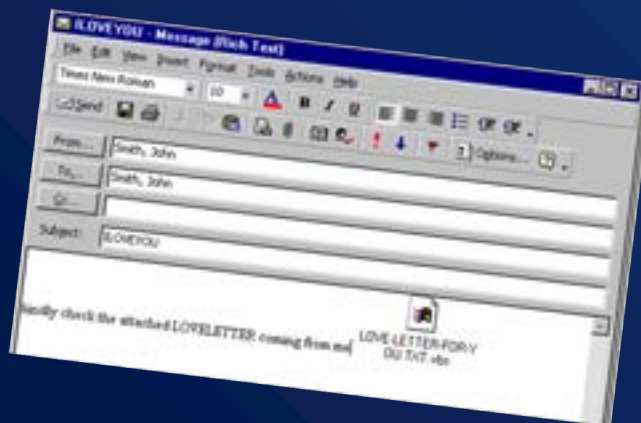 ILOVEYOU - Message (Rich Text)
File Edit View Insert Format Tools Actions Help
Times New Roman 10 A B I U
Send Options...
From... Smith, John
To... Smith, John
Cc...
Subject: ILOVEYOU
kindly check the attached LOVELETTER coming from me
LOVE-LETTER-FOR-Y
OU.TXT.vbs